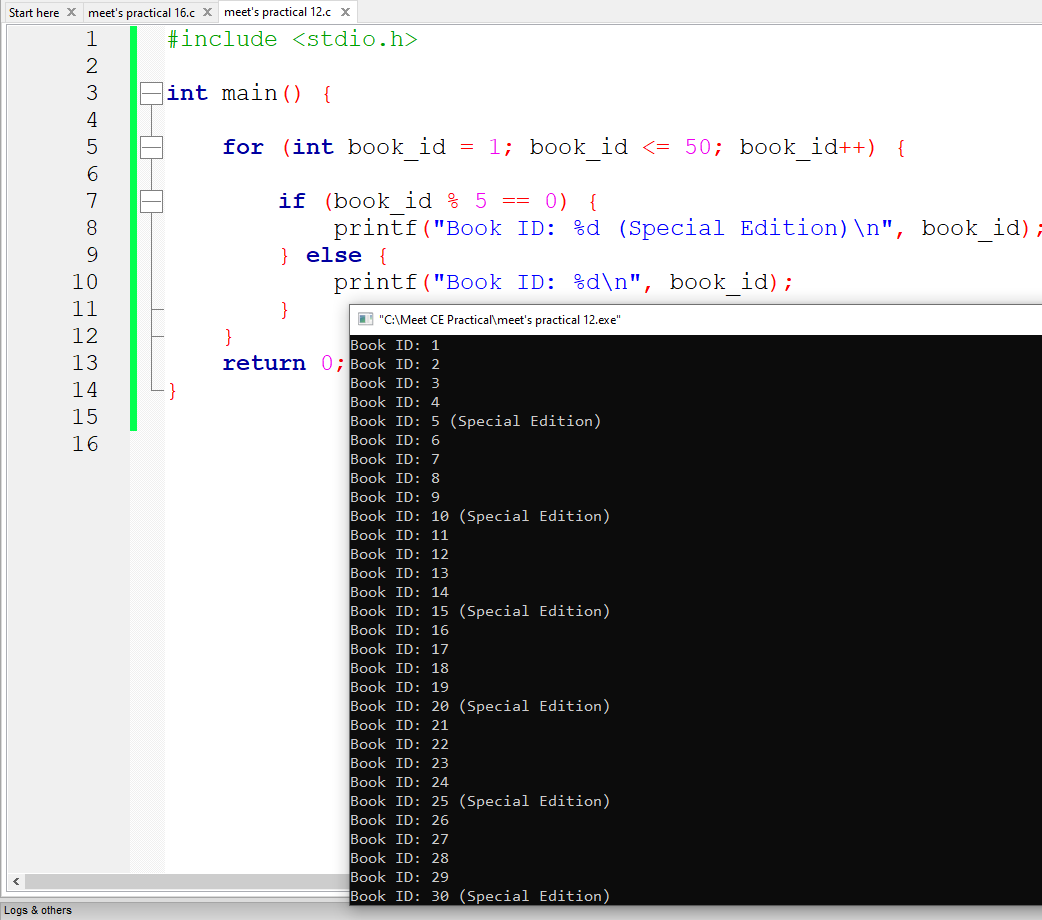 Start here
meet's practical 16.c
meet's practical 12.c
1 #include <stdio.h>
2
3 int main() {
4
5 for (int book_id = 1; book_id <= 50; book_id++) {
6
7 if (book_id % 5 == 0) {
8 printf("Book ID: %d (Special Edition)\n", book_id);
9 } else {
10 printf("Book ID: %d\n", book_id);
11 }
12 }
13 return 0;
14 }
15
16
"C:\Meet CE Practical\meet's practical 12.exe"
Book ID: 1
Book ID: 2
Book ID: 3
Book ID: 4
Book ID: 5 (Special Edition)
Book ID: 6
Book ID: 7
Book ID: 8
Book ID: 9
Book ID: 10 (Special Edition)
Book ID: 11
Book ID: 12
Book ID: 13
Book ID: 14
Book ID: 15 (Special Edition)
Book ID: 16
Book ID: 17
Book ID: 18
Book ID: 19
Book ID: 20 (Special Edition)
Book ID: 21
Book ID: 22
Book ID: 23
Book ID: 24
Book ID: 25 (Special Edition)
Book ID: 26
Book ID: 27
Book ID: 28
Book ID: 29
Book ID: 30 (Special Edition)
Logs & others